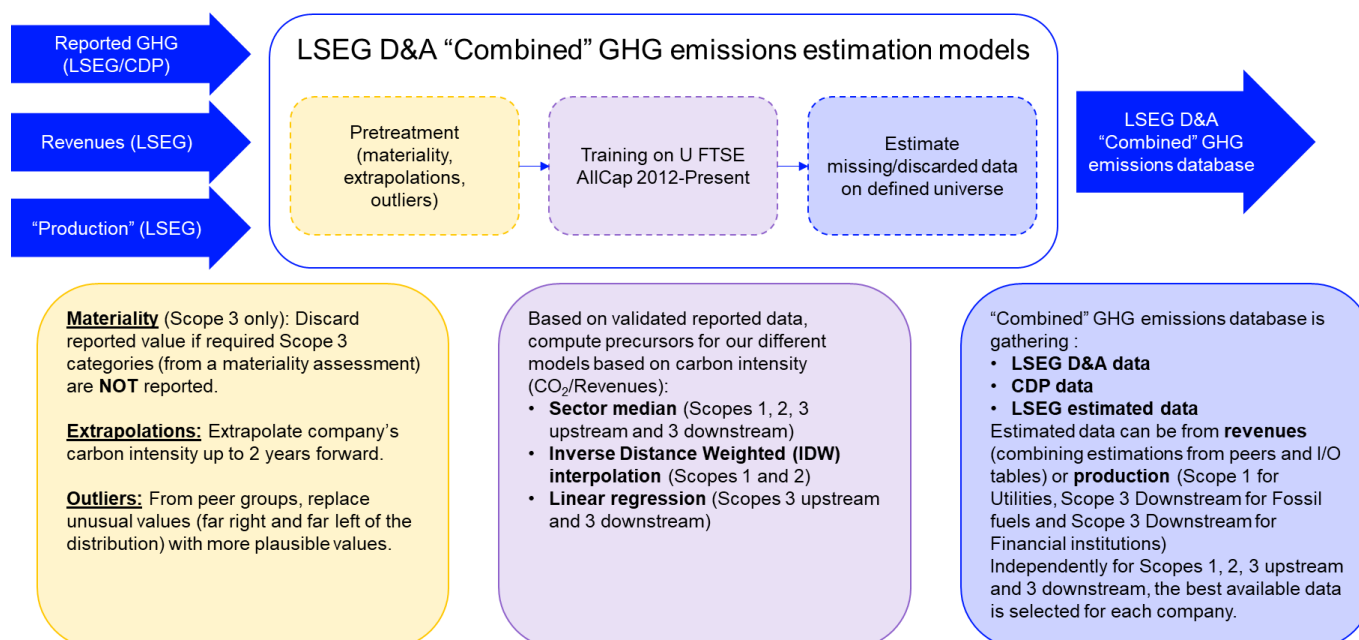 Reported GHG
(LSEG/CDP)
Revenues (LSEG)
“Production” (LSEG)
LSEG D&A “Combined” GHG emissions estimation models
Pretreatment
(materiality,
extrapolations,
outliers)
Training on U FTSE
AllCap 2012-Present
Estimate
missing/discarded data
on defined universe
LSEG D&A
“Combined” GHG
emissions database
Materiality (Scope 3 only): Discard
reported value if required Scope 3
categories (from a materiality assessment)
are NOT reported.
Extrapolations: Extrapolate company’s
carbon intensity up to 2 years forward.
Outliers: From peer groups, replace
unusual values (far right and far left of the
distribution) with more plausible values.
Based on validated reported data,
compute precursors for our different
models based on carbon intensity
(CO₂/Revenues):
• Sector median (Scopes 1, 2, 3
upstream and 3 downstream)
• Inverse Distance Weighted (IDW)
interpolation (Scopes 1 and 2)
• Linear regression (Scopes 3 upstream
and 3 downstream)
“Combined” GHG emissions database is
gathering :
• LSEG D&A data
• CDP data
• LSEG estimated data
Estimated data can be from revenues
(combining estimations from peers and I/O
tables) or production (Scope 1 for
Utilities, Scope 3 Downstream for Fossil
fuels and Scope 3 Downstream for
Financial institutions)
Independently for Scopes 1, 2, 3 upstream
and 3 downstream, the best available data
is selected for each company.